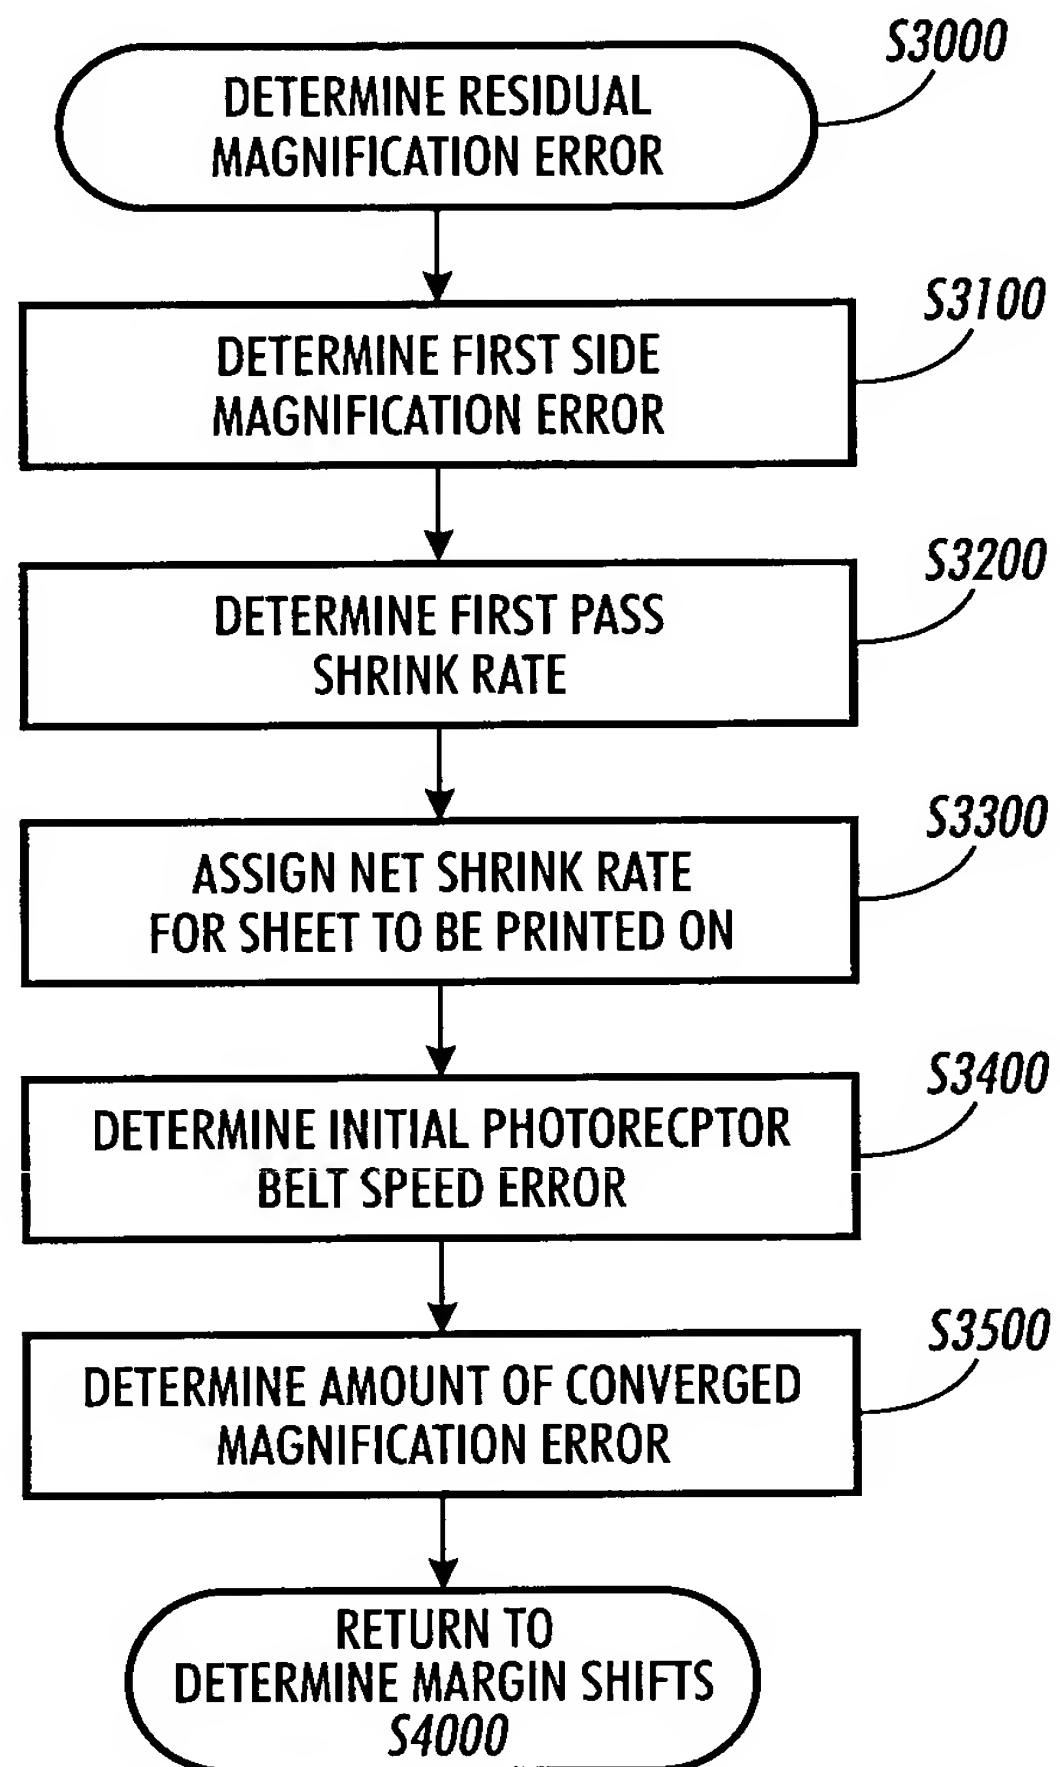 S3000
DETERMINE RESIDUAL
MAGNIFICATION ERROR
S3100
DETERMINE FIRST SIDE
MAGNIFICATION ERROR
S3200
DETERMINE FIRST PASS
SHRINK RATE
S3300
ASSIGN NET SHRINK RATE
FOR SHEET TO BE PRINTED ON
S3400
DETERMINE INITIAL PHOTORECPTOR
BELT SPEED ERROR
S3500
DETERMINE AMOUNT OF CONVERGED
MAGNIFICATION ERROR
RETURN TO
DETERMINE MARGIN SHIFTS
S4000